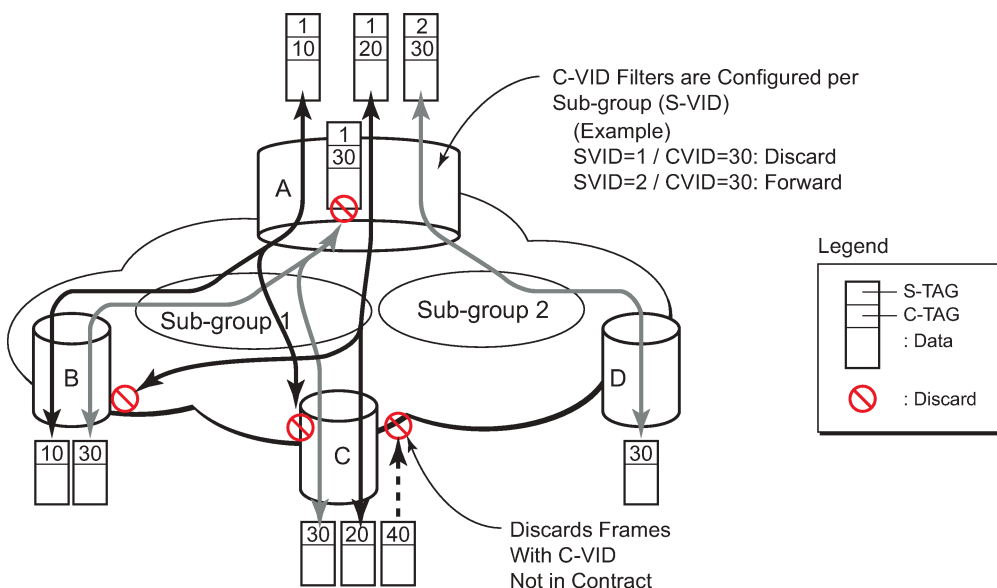 1
10
1
20
2
30
C-VID Filters are Configured per
Sub-group (S-VID)
(Example)
SVID=1 / CVID=30: Discard
SVID=2 / CVID=30: Forward
1
30
A
Legend
S-TAG
C-TAG
: Data
: Discard
Sub-group 1
Sub-group 2
B
D
C
10
30
30
30
20
40
Discards Frames
With C-VID
Not in Contract